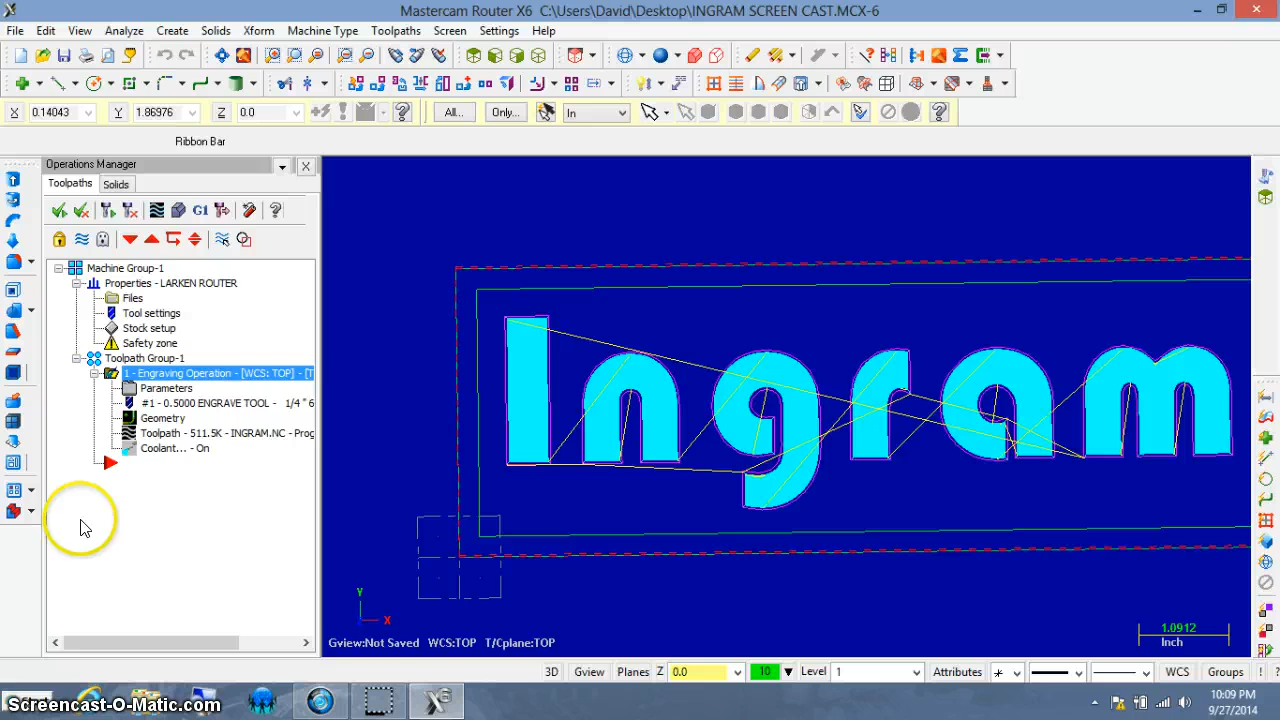 Mastercam Router X6 C:\Users\David\Desktop\INGRAM SCREEN CAST.MCX-6
File Edit View Analyze Create Solids Xform Machine Type Toolpaths Screen Settings Help
X 0.14043 Y 1.86976 Z 0.0 All... Only... In
Ribbon Bar
Operations Manager
Toolpaths Solids
G1
Machine Group-1
Properties - LARKEN ROUTER
Files
Tool settings
Stock setup
Safety zone
Toolpath Group-1
1 - Engraving Operation - [WCS: TOP] - [T
Parameters
#1 - 0.5000 ENGRAVE TOOL - 1/4 " 6
Geometry
Toolpath - 511.5K - INGRAM.NC - Prog
Coolant... - On
Ingram
Y
X
Gview:Not Saved WCS:TOP T/Cplane:TOP
1.0912
Inch
3D Gview Planes Z 0.0 10 Level 1 Attributes WCS Groups
Screencast-O-Matic.com
10:09 PM
9/27/2014